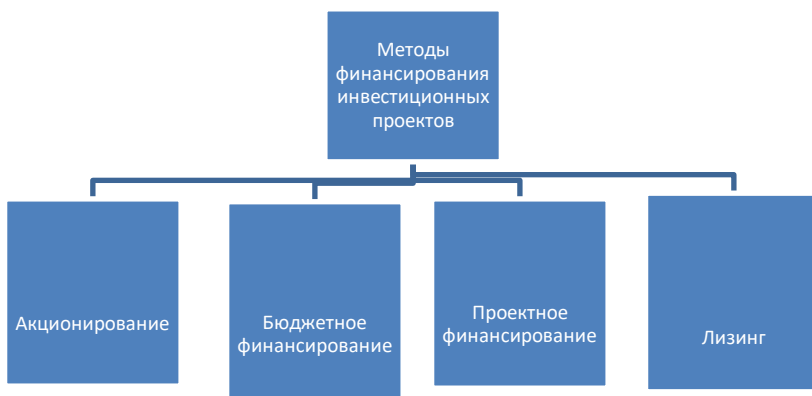 Методы
финансирования
инвестиционных
проектов
Акционирование
Бюджетное
финансирование
Проектное
финансирование
Лизинг